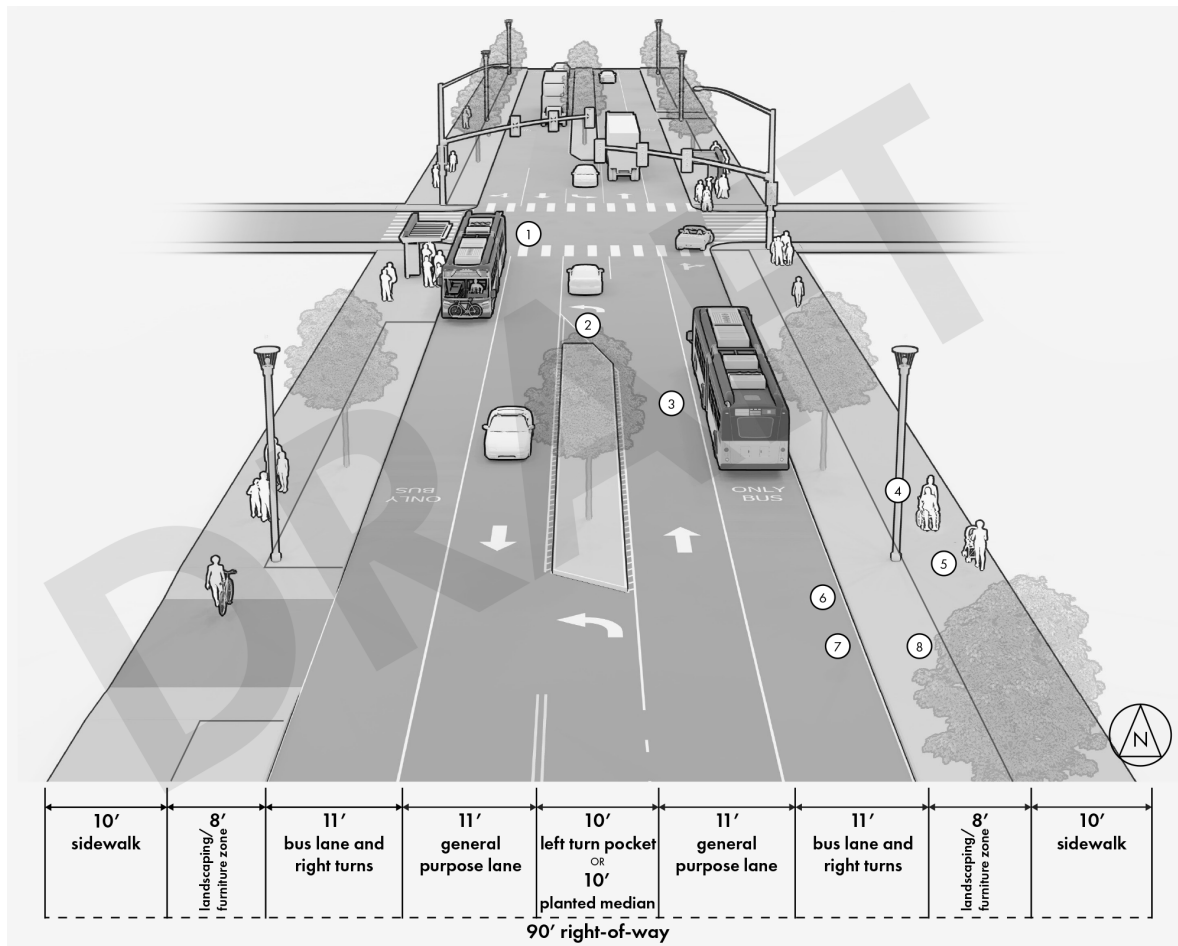 DRAFT
1
2
3
ONLY
BUS
ONLY
BUS
4
5
6
7
8
N
10’
sidewalk
8’
landscaping/
furniture zone
11’
bus lane and
right turns
11’
general
purpose lane
10’
left turn pocket
OR
10’
planted median
11’
general
purpose lane
11’
bus lane and
right turns
8’
landscaping/
furniture zone
10’
sidewalk
90’ right-of-way